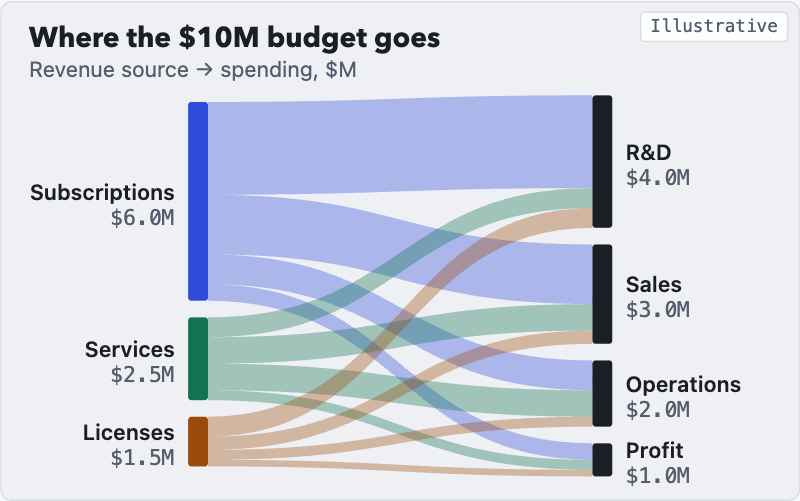 Where the $10M budget goes
Illustrative
Revenue source → spending, $M
Subscriptions
$6.0M
Services
$2.5M
Licenses
$1.5M
R&D
$4.0M
Sales
$3.0M
Operations
$2.0M
Profit
$1.0M